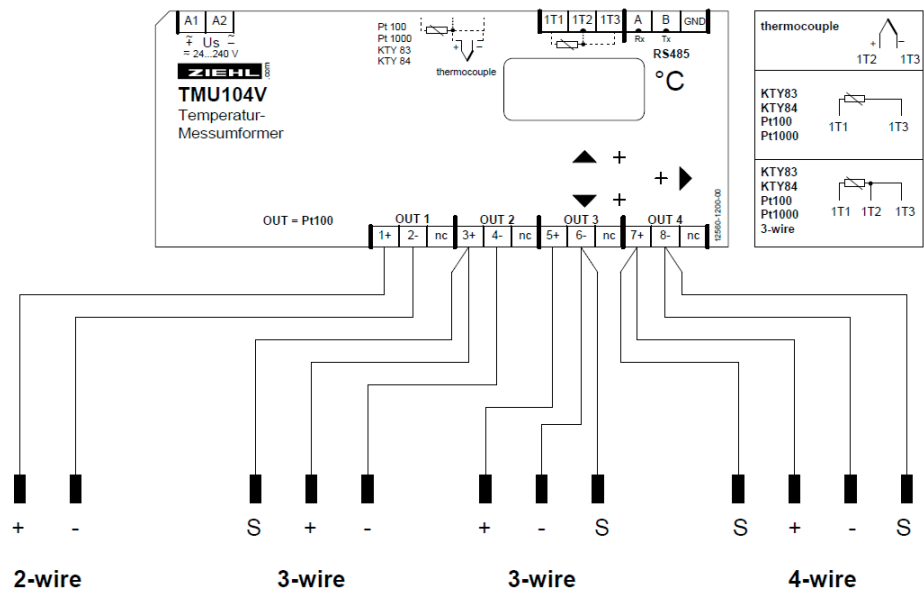 A1 A2
~ Us ~
+ -
= 24...240 V
ZIEHL.com
TMU104V
Temperatur-
Messumformer
Pt 100
Pt 1000
KTY 83
KTY 84
+ -
thermocouple
1T1 1T2 1T3 A B GND
Rx Tx
RS485
°C
+
+
+
12560-1200-00
OUT = Pt100
OUT 1 OUT 2 OUT 3 OUT 4
1+ 2- nc 3+ 4- nc 5+ 6- nc 7+ 8- nc
thermocouple
+ -
1T2 1T3
KTY83
KTY84
Pt100
Pt1000
1T1 1T3
KTY83
KTY84
Pt100
Pt1000
3-wire
1T1 1T2 1T3
+ - S + - + - S S + - S
2-wire 3-wire 3-wire 4-wire